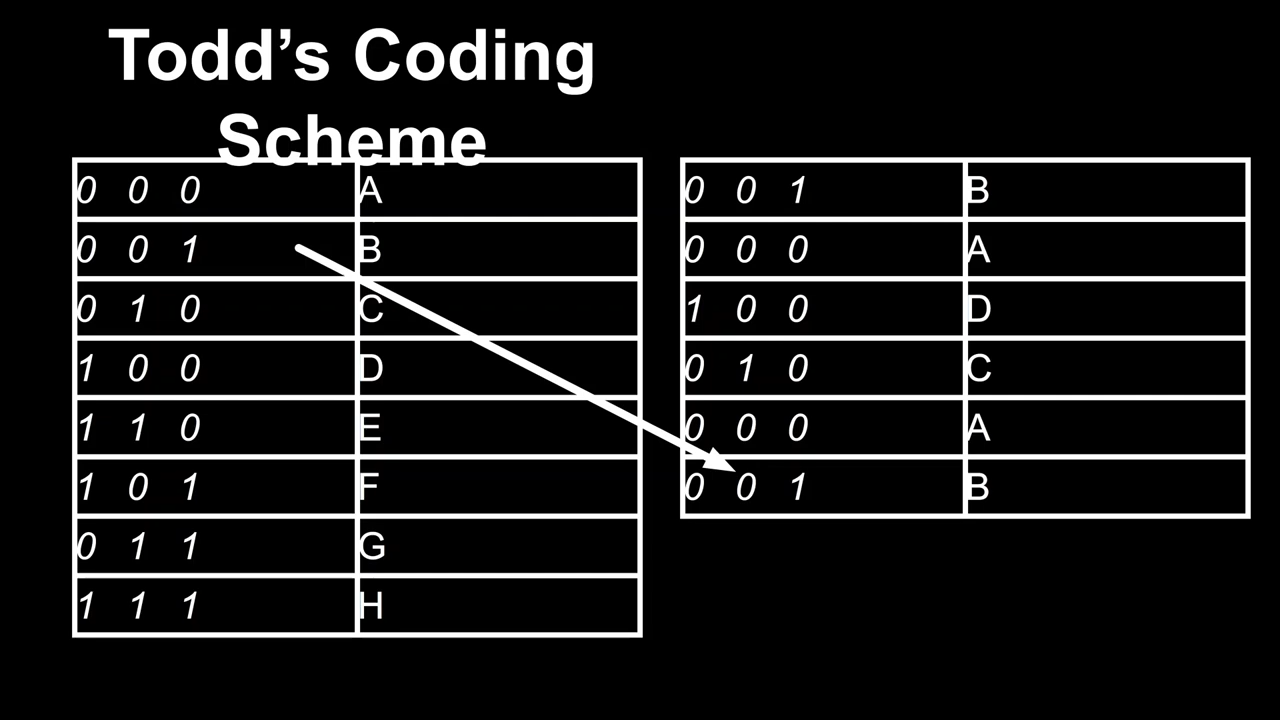 Todd’s Coding
Scheme
0 0 0 A
0 0 1 B
0 1 0 C
1 0 0 D
1 1 0 E
1 0 1 F
0 1 1 G
1 1 1 H
0 0 1 B
0 0 0 A
1 0 0 D
0 1 0 C
0 0 0 A
0 0 1 B